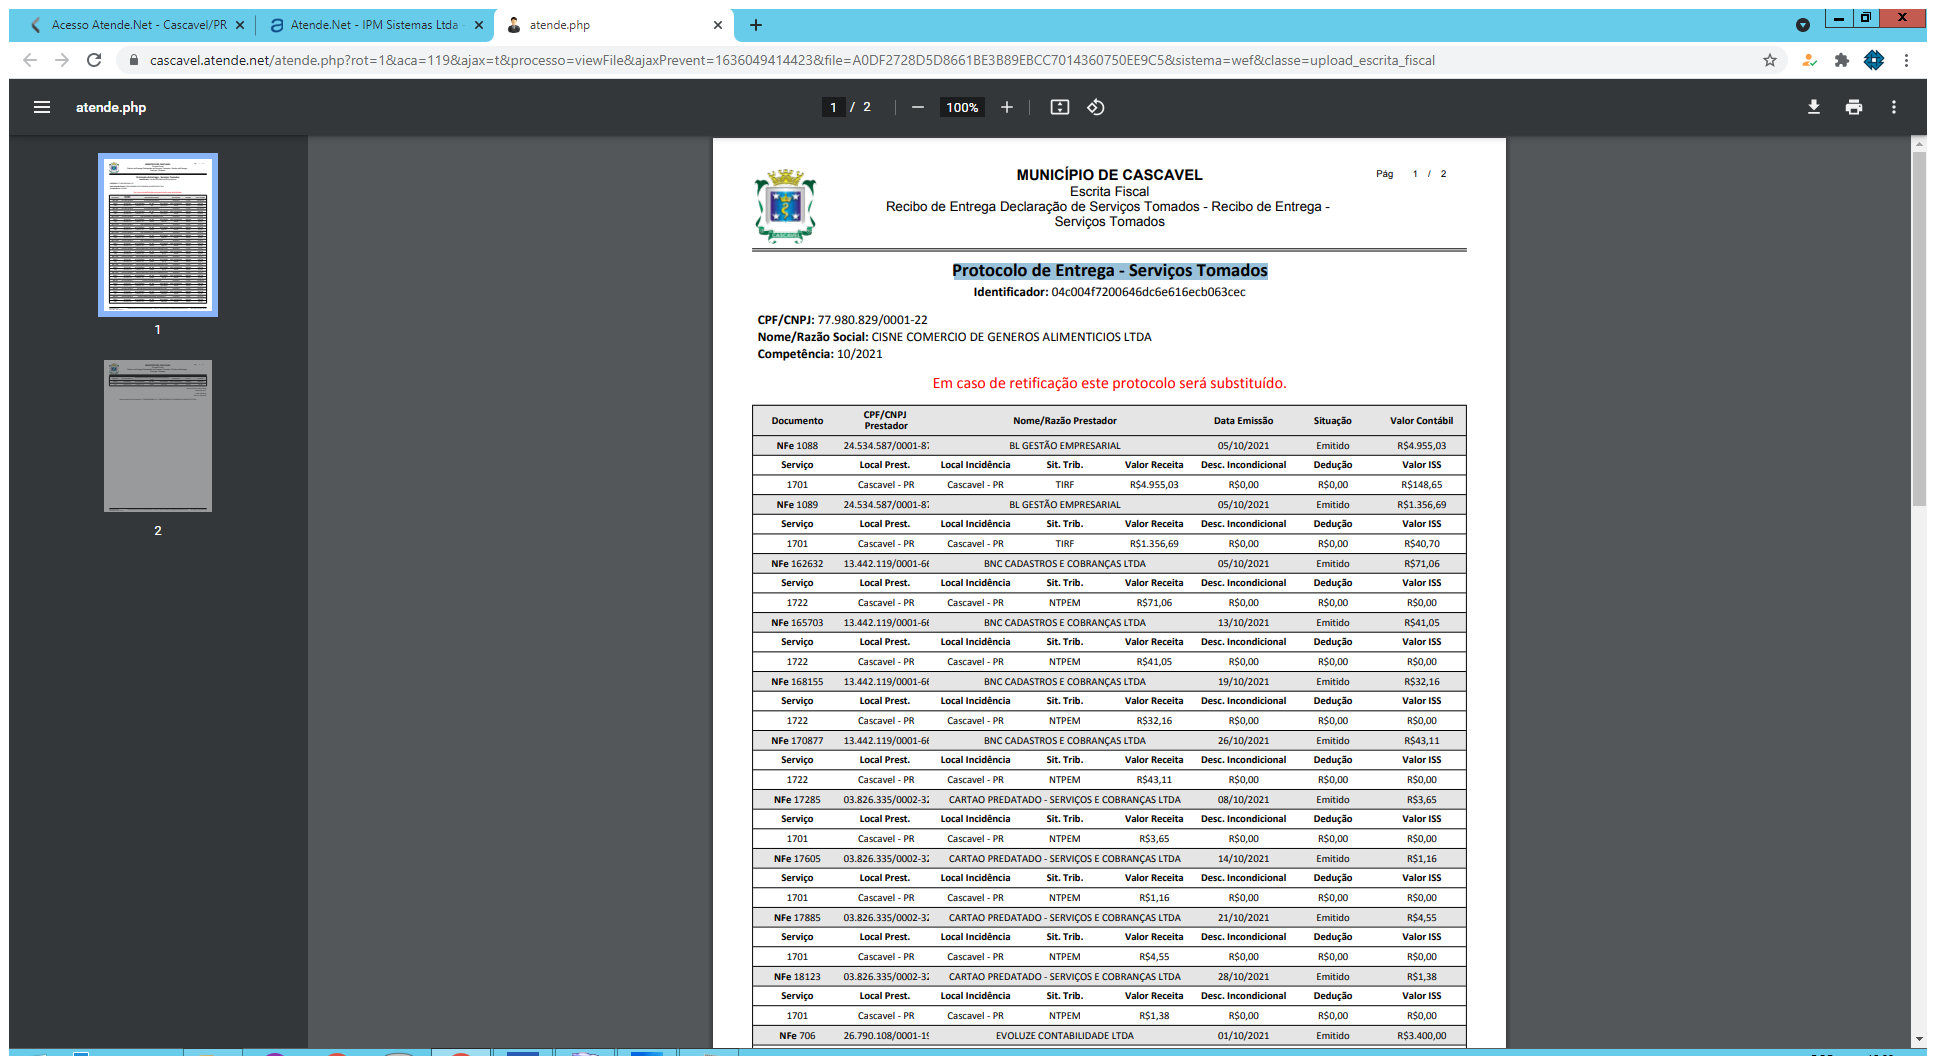 Acesso Atende.Net - Cascavel/PR
Atende.Net - IPM Sistemas Ltda -
atende.php
cascavel.atende.net/atende.php?rot=1&aca=119&ajax=t&processo=viewFile&ajaxPrevent=1636049414423&file=A0DF2728D5D8661BE3B89EBCC7014360750EE9C5&sistema=wef&classe=upload_escrita_fiscal
atende.php
1 / 2
100%
1
2
MUNICÍPIO DE CASCAVEL
Pág 1 / 2
Escrita Fiscal
Recibo de Entrega Declaração de Serviços Tomados - Recibo de Entrega -
Serviços Tomados
CASCAVEL
Protocolo de Entrega - Serviços Tomados
Identificador: 04c004f7200646dc6e616ecb063cec
CPF/CNPJ: 77.980.829/0001-22
Nome/Razão Social: CISNE COMERCIO DE GENEROS ALIMENTICIOS LTDA
Competência: 10/2021
Em caso de retificação este protocolo será substituído.
Documento CPF/CNPJ Prestador Nome/Razão Prestador Data Emissão Situação Valor Contábil
NFe 1088 24.534.587/0001-87 BL GESTÃO EMPRESARIAL 05/10/2021 Emitido R$4.955,03
Serviço Local Prest. Local Incidência Sit. Trib. Valor Receita Desc. Incondicional Dedução Valor ISS
1701 Cascavel - PR Cascavel - PR TIRF R$4.955,03 R$0,00 R$0,00 R$148,65
NFe 1089 24.534.587/0001-87 BL GESTÃO EMPRESARIAL 05/10/2021 Emitido R$1.356,69
Serviço Local Prest. Local Incidência Sit. Trib. Valor Receita Desc. Incondicional Dedução Valor ISS
1701 Cascavel - PR Cascavel - PR TIRF R$1.356,69 R$0,00 R$0,00 R$40,70
NFe 162632 13.442.119/0001-66 BNC CADASTROS E COBRANÇAS LTDA 05/10/2021 Emitido R$71,06
Serviço Local Prest. Local Incidência Sit. Trib. Valor Receita Desc. Incondicional Dedução Valor ISS
1722 Cascavel - PR Cascavel - PR NTPEM R$71,06 R$0,00 R$0,00 R$0,00
NFe 165703 13.442.119/0001-66 BNC CADASTROS E COBRANÇAS LTDA 13/10/2021 Emitido R$41,05
Serviço Local Prest. Local Incidência Sit. Trib. Valor Receita Desc. Incondicional Dedução Valor ISS
1722 Cascavel - PR Cascavel - PR NTPEM R$41,05 R$0,00 R$0,00 R$0,00
NFe 168155 13.442.119/0001-66 BNC CADASTROS E COBRANÇAS LTDA 19/10/2021 Emitido R$32,16
Serviço Local Prest. Local Incidência Sit. Trib. Valor Receita Desc. Incondicional Dedução Valor ISS
1722 Cascavel - PR Cascavel - PR NTPEM R$32,16 R$0,00 R$0,00 R$0,00
NFe 170877 13.442.119/0001-66 BNC CADASTROS E COBRANÇAS LTDA 26/10/2021 Emitido R$43,11
Serviço Local Prest. Local Incidência Sit. Trib. Valor Receita Desc. Incondicional Dedução Valor ISS
1722 Cascavel - PR Cascavel - PR NTPEM R$43,11 R$0,00 R$0,00 R$0,00
NFe 17285 03.826.335/0002-32 CARTAO PREDATADO - SERVIÇOS E COBRANÇAS LTDA 08/10/2021 Emitido R$3,65
Serviço Local Prest. Local Incidência Sit. Trib. Valor Receita Desc. Incondicional Dedução Valor ISS
1701 Cascavel - PR Cascavel - PR NTPEM R$3,65 R$0,00 R$0,00 R$0,00
NFe 17605 03.826.335/0002-32 CARTAO PREDATADO - SERVIÇOS E COBRANÇAS LTDA 14/10/2021 Emitido R$1,16
Serviço Local Prest. Local Incidência Sit. Trib. Valor Receita Desc. Incondicional Dedução Valor ISS
1701 Cascavel - PR Cascavel - PR NTPEM R$1,16 R$0,00 R$0,00 R$0,00
NFe 17885 03.826.335/0002-32 CARTAO PREDATADO - SERVIÇOS E COBRANÇAS LTDA 21/10/2021 Emitido R$4,55
Serviço Local Prest. Local Incidência Sit. Trib. Valor Receita Desc. Incondicional Dedução Valor ISS
1701 Cascavel - PR Cascavel - PR NTPEM R$4,55 R$0,00 R$0,00 R$0,00
NFe 18123 03.826.335/0002-32 CARTAO PREDATADO - SERVIÇOS E COBRANÇAS LTDA 28/10/2021 Emitido R$1,38
Serviço Local Prest. Local Incidência Sit. Trib. Valor Receita Desc. Incondicional Dedução Valor ISS
1701 Cascavel - PR Cascavel - PR NTPEM R$1,38 R$0,00 R$0,00 R$0,00
NFe 706 26.790.108/0001-19 EVOLUZE CONTABILIDADE LTDA 01/10/2021 Emitido R$3.400,00